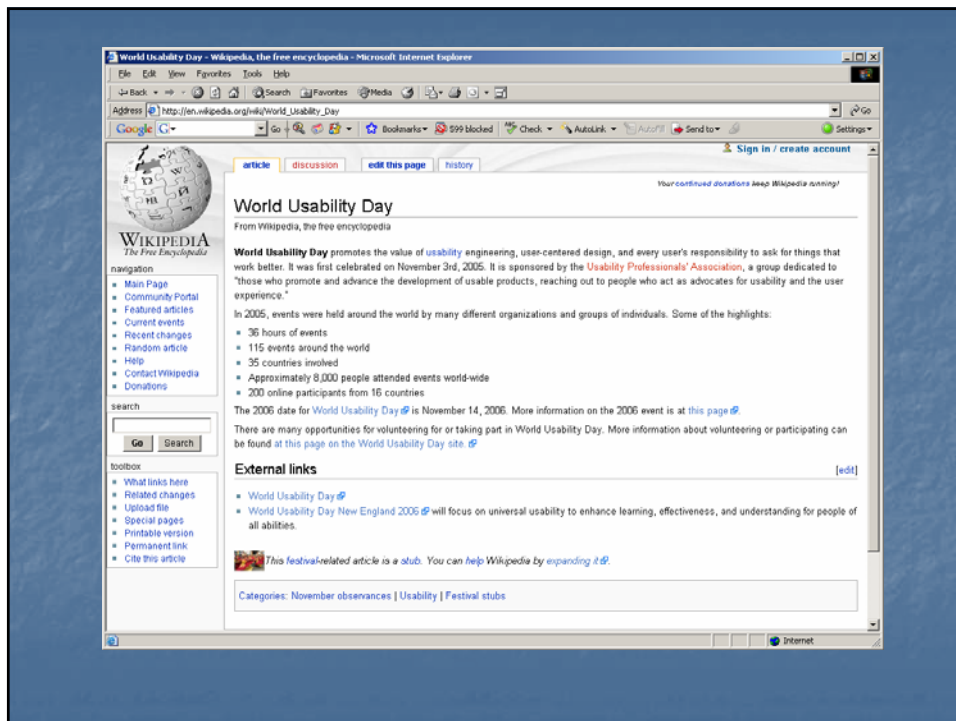 World Usability Day - Wikipedia, the free encyclopedia - Microsoft Internet Explorer
File Edit View Favorites Tools Help
Back Search Favorites Media
Address http://en.wikipedia.org/wiki/World_Usability_Day Go
Google G Go Bookmarks 599 blocked Check AutoLink AutoFill Send to Settings
Sign in / create account
article discussion edit this page history
Your continued donations keep Wikipedia running!
World Usability Day
From Wikipedia, the free encyclopedia
WIKIPEDIA
The Free Encyclopedia
navigation
Main Page
Community Portal
Featured articles
Current events
Recent changes
Random article
Help
Contact Wikipedia
Donations
search
Go Search
toolbox
What links here
Related changes
Upload file
Special pages
Printable version
Permanent link
Cite this article
World Usability Day promotes the value of usability engineering, user-centered design, and every user's responsibility to ask for things that
work better. It was first celebrated on November 3rd, 2005. It is sponsored by the Usability Professionals' Association, a group dedicated to
"those who promote and advance the development of usable products, reaching out to people who act as advocates for usability and the user
experience."
In 2005, events were held around the world by many different organizations and groups of individuals. Some of the highlights:
36 hours of events
115 events around the world
35 countries involved
Approximately 8,000 people attended events world-wide
200 online participants from 16 countries
The 2006 date for World Usability Day is November 14, 2006. More information on the 2006 event is at this page.
There are many opportunities for volunteering for or taking part in World Usability Day. More information about volunteering or participating can
be found at this page on the World Usability Day site.
External links [edit]
World Usability Day
World Usability Day New England 2006 will focus on universal usability to enhance learning, effectiveness, and understanding for people of
all abilities.
This festival-related article is a stub. You can help Wikipedia by expanding it.
Categories: November observances | Usability | Festival stubs
Internet